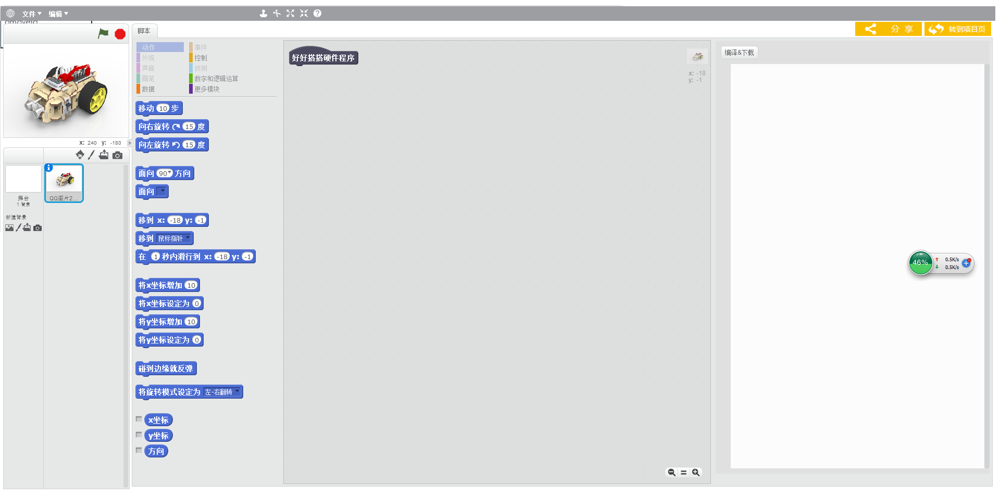 文件 编辑
omoveto
脚本
分 享
转到项目页
动作 事件
外观 控制
声音 侦测
画笔 数字和逻辑运算
数据 更多模块
x: 240 y: -180
舞台
1 背景
新建背景
QQ图片2...
移动 10 步
向右旋转 15 度
向左旋转 15 度
面向 90 方向
面向
移到 x: -18 y: -1
移到 鼠标指针
在 1 秒内滑行到 x: -18 y: -1
将x坐标增加 10
将x坐标设定为 0
将y坐标增加 10
将y坐标设定为 0
碰到边缘就反弹
将旋转模式设定为 左-右翻转
x坐标
y坐标
方向
好好搭搭硬件程序
x: -18
y: -1
编译&下载
46%
0.5K/s
0.5K/s